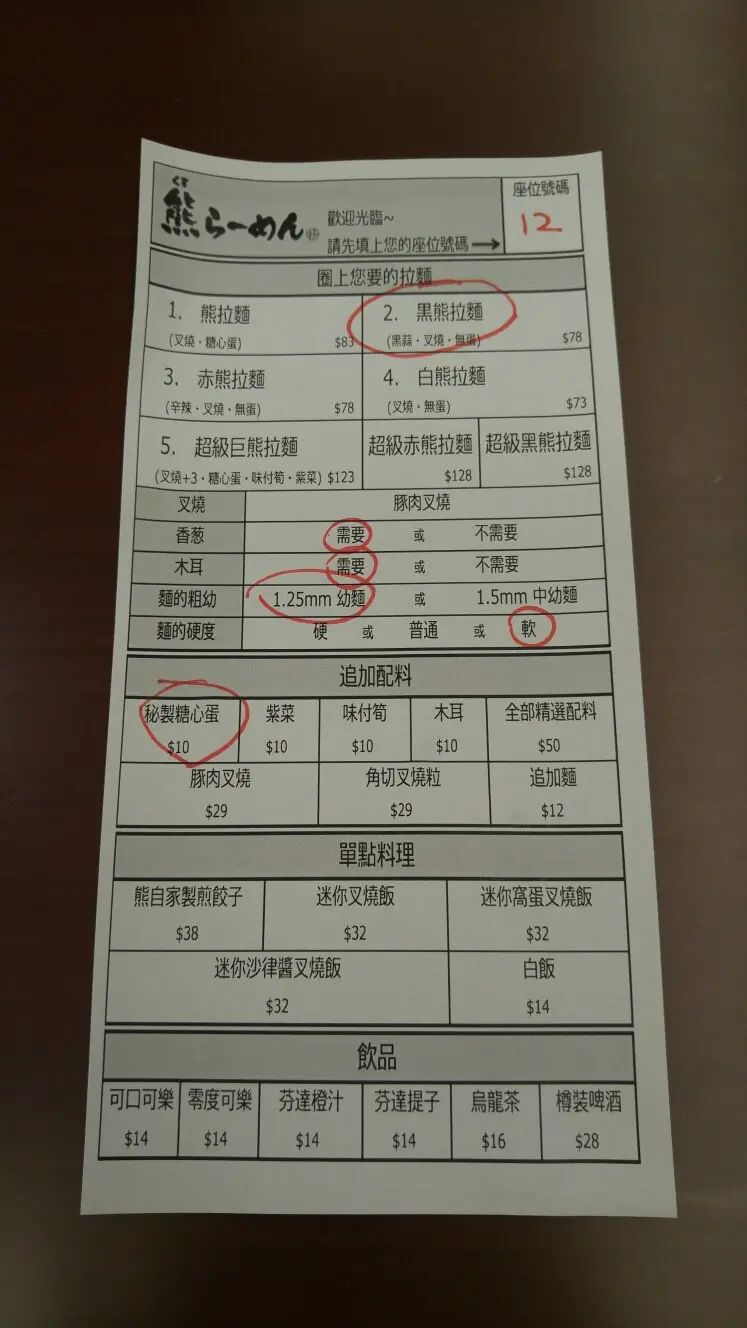 熊らーめん
歡迎光臨~
請先填上您的座位號碼→
座位號碼
12
圈上您要的拉麵
1. 熊拉麵
(叉燒・糖心蛋) $83
2. 黒熊拉麵
(黑蒜・叉燒・無蛋) $78
3. 赤熊拉麵
(辛辣・叉燒・無蛋) $78
4. 白熊拉麵
(叉燒・無蛋) $73
5. 超級巨熊拉麵
(叉燒+3・糖心蛋・味付筍・紫菜) $123
超級赤熊拉麵
$128
超級黑熊拉麵
$128
叉燒 豚肉叉燒
香葱 需要 或 不需要
木耳 需要 或 不需要
麵的粗幼 1.25mm 幼麵 或 1.5mm 中幼麵
麵的硬度 硬 或 普通 或 軟
追加配料
秘製糖心蛋 紫菜 味付筍 木耳 全部精選配料
$10 $10 $10 $10 $50
豚肉叉燒 角切叉燒粒 追加麵
$29 $29 $12
單點料理
熊自家製煎餃子 迷你叉燒飯 迷你窩蛋叉燒飯
$38 $32 $32
迷你沙律醬叉燒飯 白飯
$32 $14
飲品
可口可樂 零度可樂 芬達橙汁 芬達提子 烏龍茶 樽裝啤酒
$14 $14 $14 $14 $16 $28